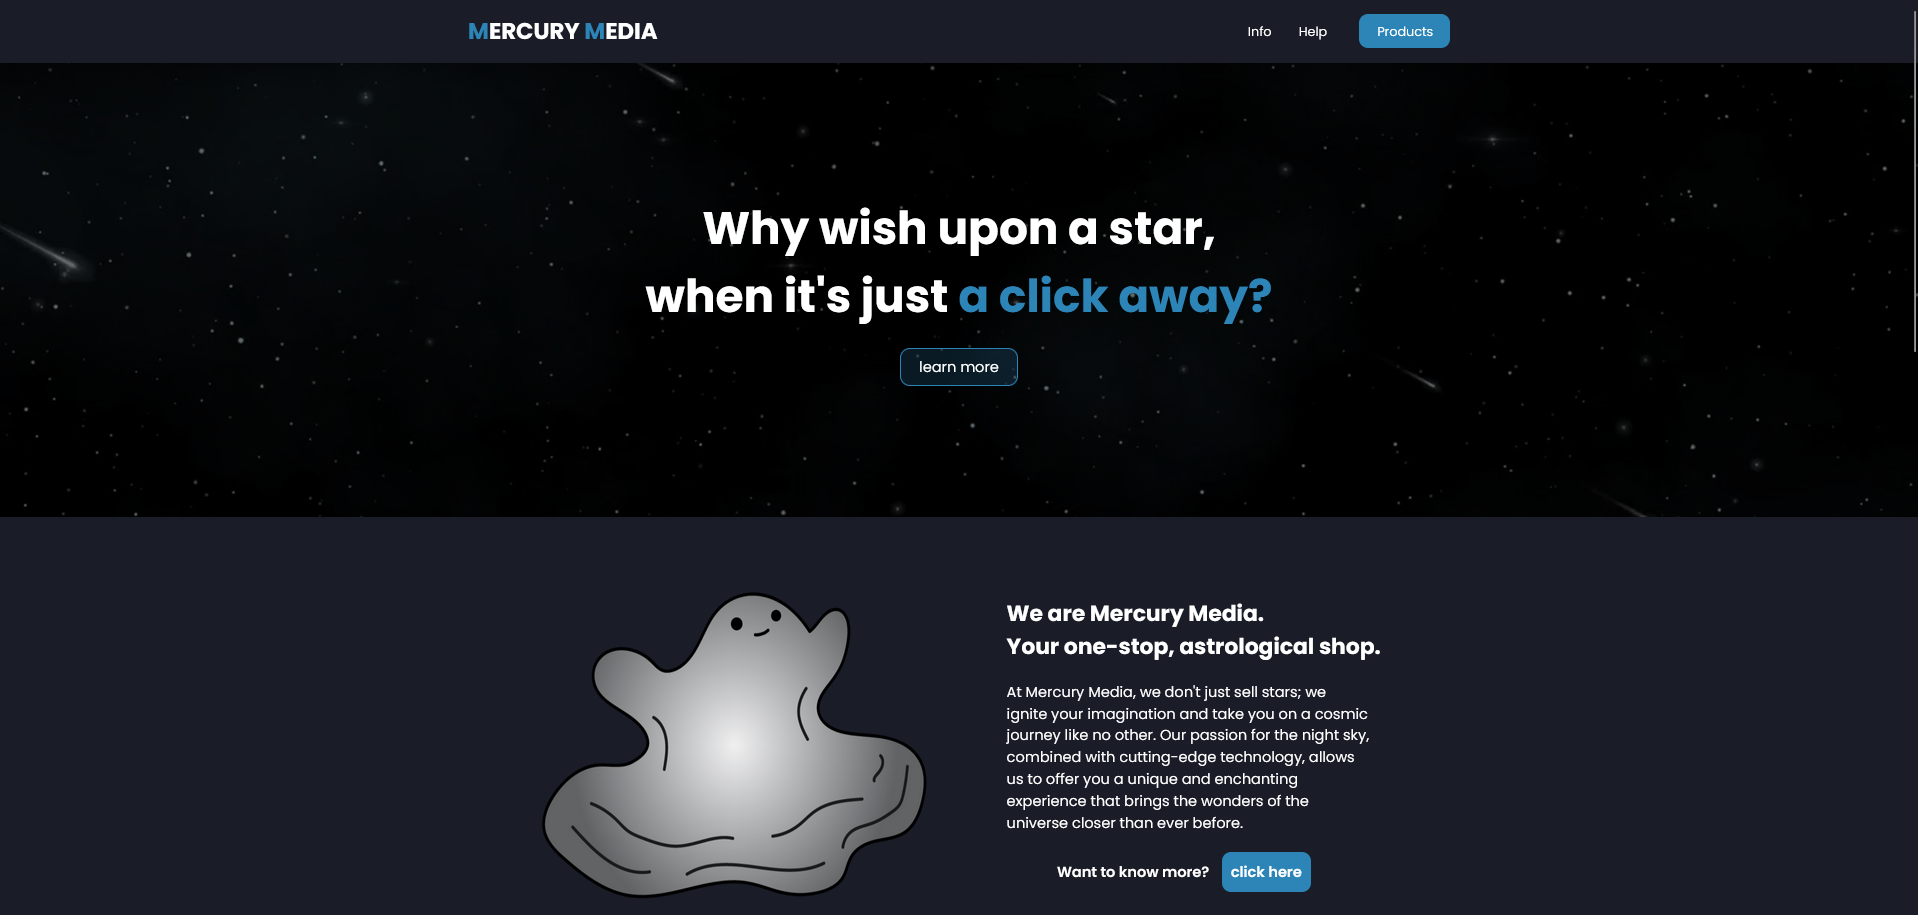 MERCURY MEDIA
Info
Help
Products
Why wish upon a star,
when it's just a click away?
learn more
We are Mercury Media.
Your one-stop, astrological shop.
At Mercury Media, we don't just sell stars; we
ignite your imagination and take you on a cosmic
journey like no other. Our passion for the night sky,
combined with cutting-edge technology, allows
us to offer you a unique and enchanting
experience that brings the wonders of the
universe closer than ever before.
Want to know more?
click here